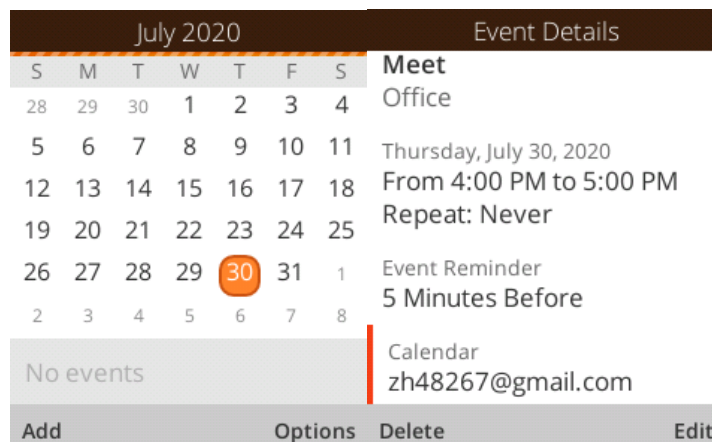 July 2020
S M T W T F S
28 29 30 1 2 3 4
5 6 7 8 9 10 11
12 13 14 15 16 17 18
19 20 21 22 23 24 25
26 27 28 29 30 31 1
2 3 4 5 6 7 8
No events
Add Options
Event Details
Meet
Office
Thursday, July 30, 2020
From 4:00 PM to 5:00 PM
Repeat: Never
Event Reminder
5 Minutes Before
Calendar
zh48267@gmail.com
Delete Edit